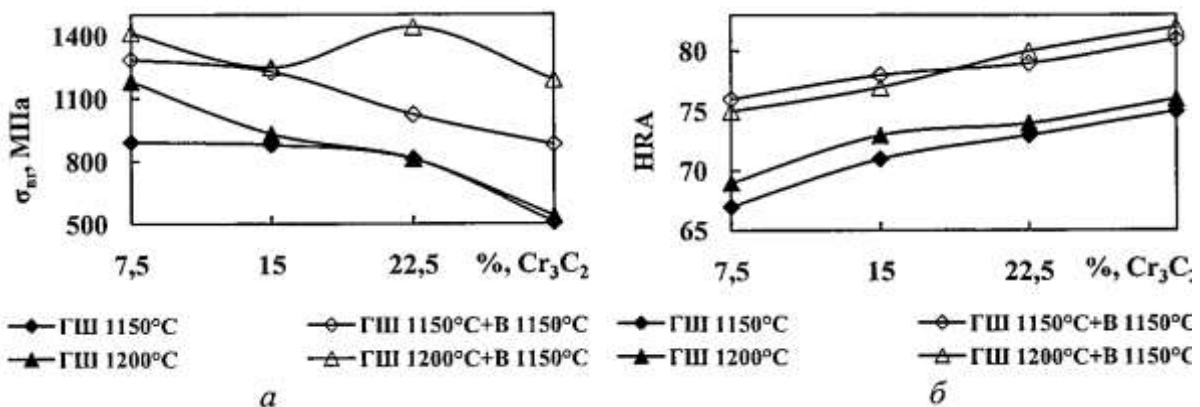 1400
1100
800
500
σвг, МПа
7,5 15 22,5 %, Cr₃C₂
ГШ 1150°C ГШ 1150°C+В 1150°C
ГШ 1200°C ГШ 1200°C+В 1150°C
а
80
75
70
65
HRA
7,5 15 22,5 %, Cr₃C₂
ГШ 1150°C ГШ 1150°C+В 1150°C
ГШ 1200°C ГШ 1200°C+В 1150°C
б